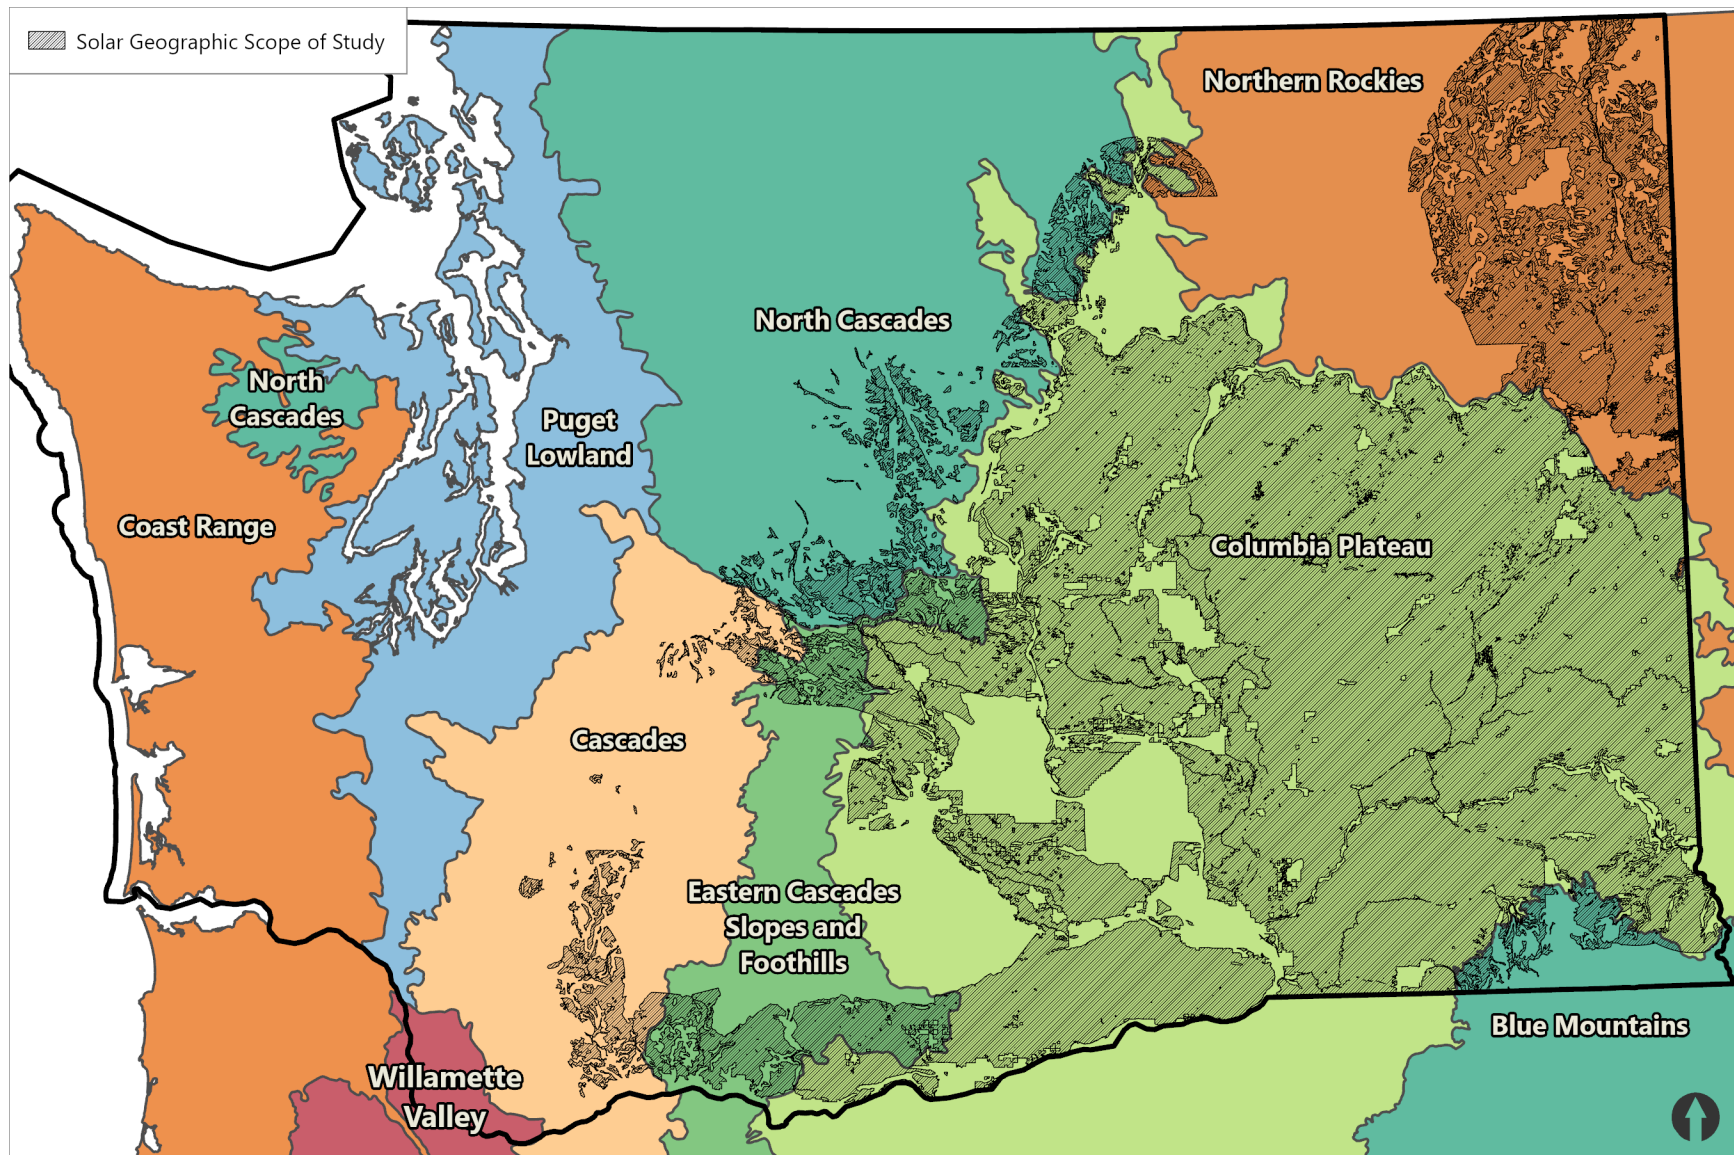 Solar Geographic Scope of Study
Northern Rockies
North Cascades
North
Cascades
Puget
Lowland
Coast Range
Columbia Plateau
Cascades
Eastern Cascades
Slopes and
Foothills
Blue Mountains
Willamette
Valley